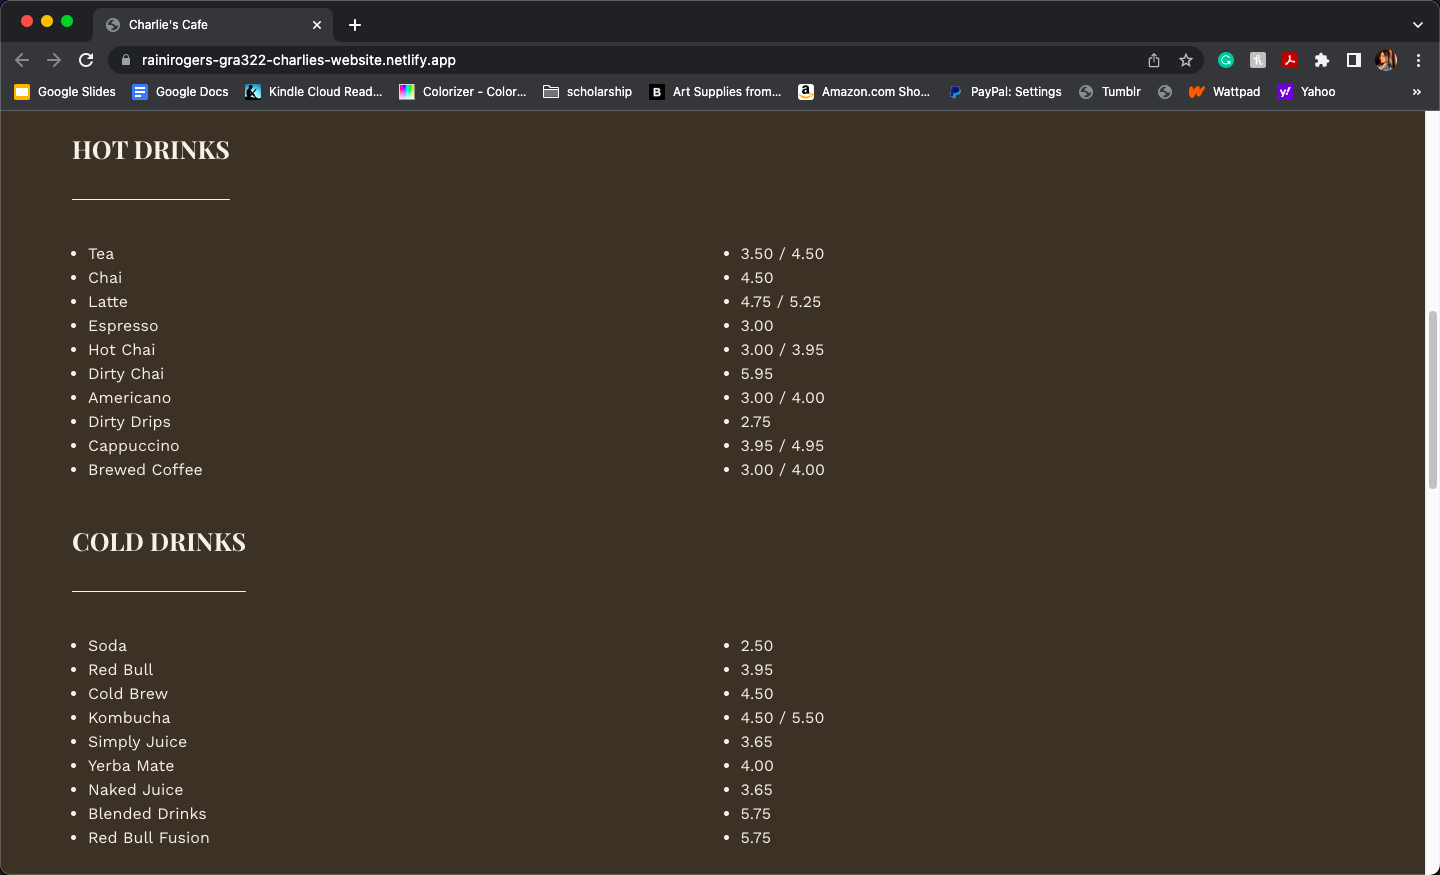 Charlie's Cafe
rainirogers-gra322-charlies-website.netlify.app
Google Slides Google Docs Kindle Cloud Read... Colorizer - Color... scholarship B Art Supplies from... a Amazon.com Sho... PayPal: Settings Tumblr Wattpad y! Yahoo »
HOT DRINKS
• Tea • 3.50 / 4.50
• Chai • 4.50
• Latte • 4.75 / 5.25
• Espresso • 3.00
• Hot Chai • 3.00 / 3.95
• Dirty Chai • 5.95
• Americano • 3.00 / 4.00
• Dirty Drips • 2.75
• Cappuccino • 3.95 / 4.95
• Brewed Coffee • 3.00 / 4.00
COLD DRINKS
• Soda • 2.50
• Red Bull • 3.95
• Cold Brew • 4.50
• Kombucha • 4.50 / 5.50
• Simply Juice • 3.65
• Yerba Mate • 4.00
• Naked Juice • 3.65
• Blended Drinks • 5.75
• Red Bull Fusion • 5.75